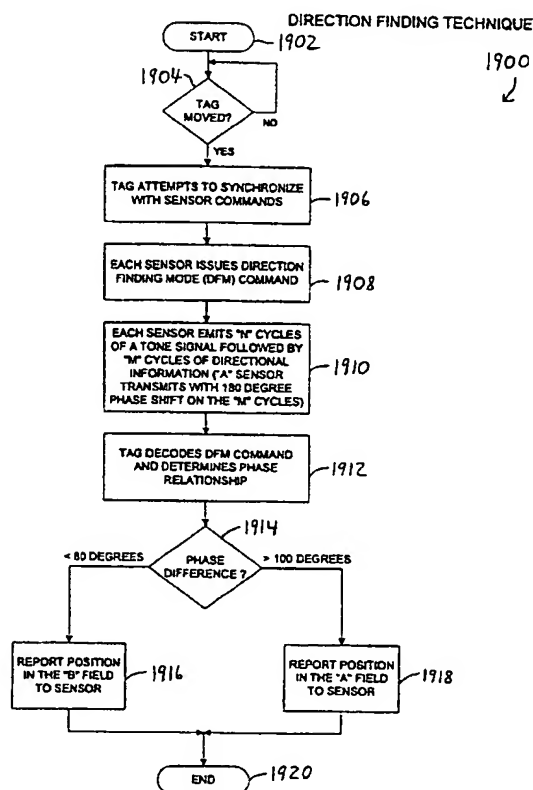 DIRECTION FINDING TECHNIQUE
1900
START
1902
1904
TAG
MOVED?
NO
YES
TAG ATTEMPTS TO SYNCHRONIZE
WITH SENSOR COMMANDS
1906
EACH SENSOR ISSUES DIRECTION
FINDING MODE (DFM) COMMAND
1908
EACH SENSOR EMITS "N" CYCLES
OF A TONE SIGNAL FOLLOWED BY
"M" CYCLES OF DIRECTIONAL
INFORMATION ("A" SENSOR
TRANSMITS WITH 180 DEGREE
PHASE SHIFT ON THE "M" CYCLES)
1910
TAG DECODES DFM COMMAND
AND DETERMINES PHASE
RELATIONSHIP
1912
1914
< 80 DEGREES
PHASE
DIFFERENCE ?
> 100 DEGREES
REPORT POSITION
IN THE "B" FIELD
TO SENSOR
1916
REPORT POSITION
IN THE "A" FIELD
TO SENSOR
1918
END
1920